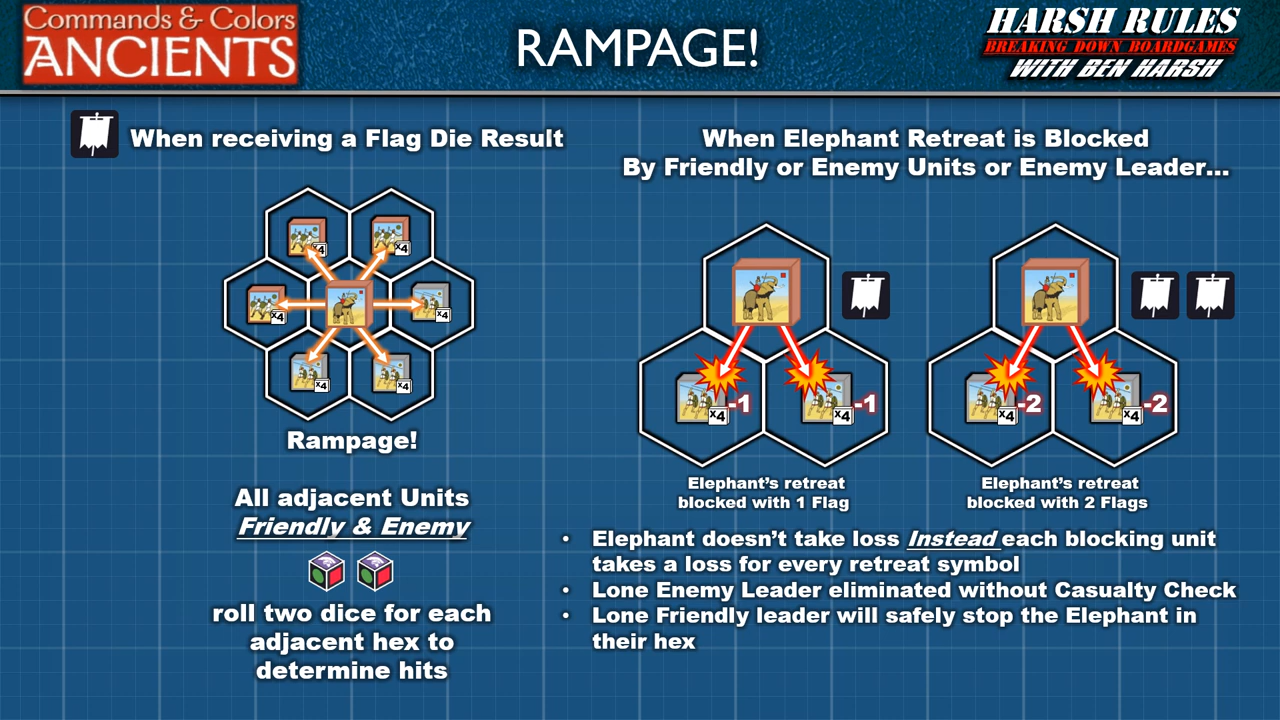 Commands & Colors
ANCIENTS
RAMPAGE!
HARSH RULES
BREAKING DOWN BOARDGAMES
WITH BEN HARSH
When receiving a Flag Die Result
x4
x4
x4
x4
x4
x4
Rampage!
All adjacent Units
Friendly & Enemy
roll two dice for each
adjacent hex to
determine hits
When Elephant Retreat is Blocked
By Friendly or Enemy Units or Enemy Leader...
x4 -1
x4 -1
x4 -2
x4 -2
Elephant's retreat
blocked with 1 Flag
Elephant's retreat
blocked with 2 Flags
• Elephant doesn't take loss Instead each blocking unit
takes a loss for every retreat symbol
• Lone Enemy Leader eliminated without Casualty Check
• Lone Friendly leader will safely stop the Elephant in
their hex